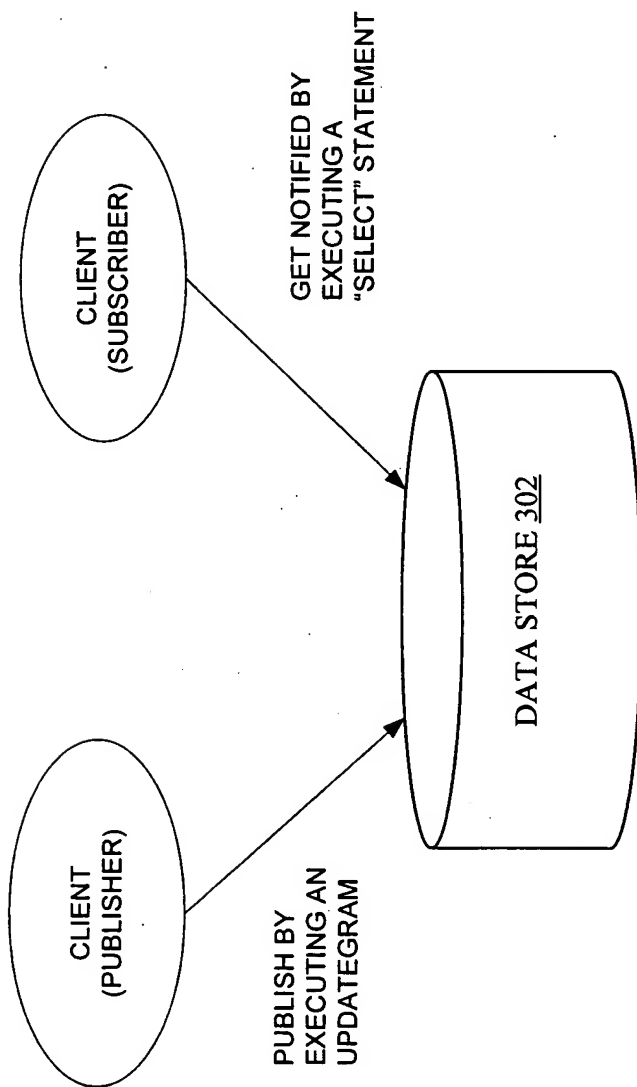 CLIENT
(PUBLISHER)
CLIENT
(SUBSCRIBER)
PUBLISH BY
EXECUTING AN
UPDATEGRAM
GET NOTIFIED BY
EXECUTING A
“SELECT” STATEMENT
DATA STORE 302